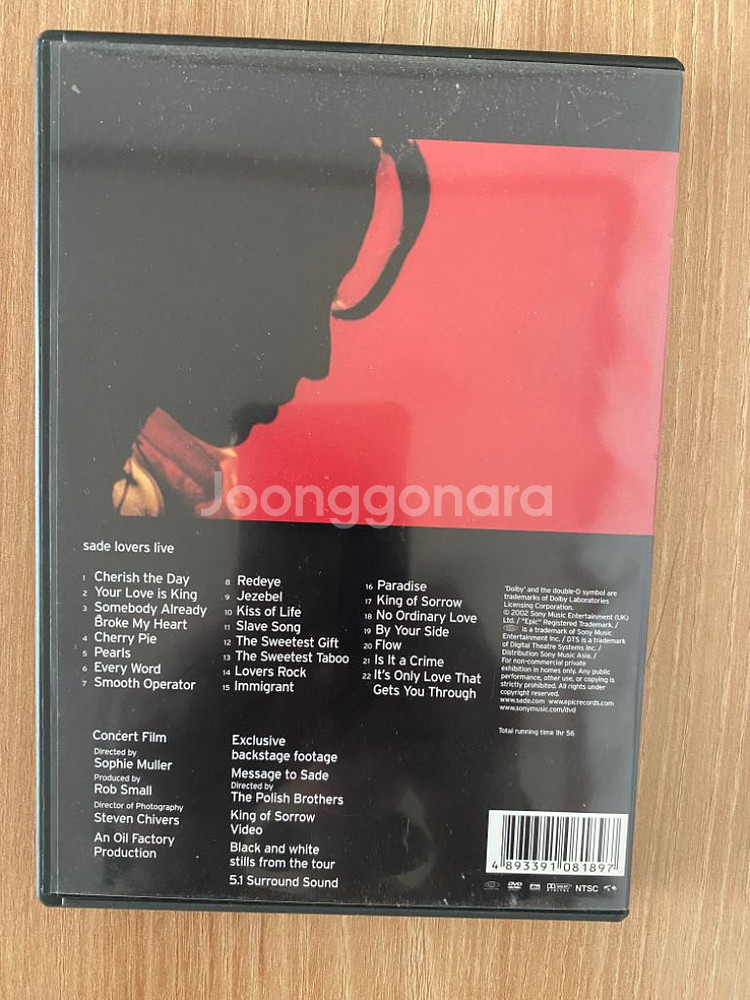 Joonggonara
sade lovers live
1 Cherish the Day
2 Your Love is King
3 Somebody Already
Broke My Heart
4 Cherry Pie
5 Pearls
6 Every Word
7 Smooth Operator
8 Redeye
9 Jezebel
10 Kiss of Life
11 Slave Song
12 The Sweetest Gift
13 The Sweetest Taboo
14 Lovers Rock
15 Immigrant
16 Paradise
17 King of Sorrow
18 No Ordinary Love
19 By Your Side
20 Flow
21 Is It a Crime
22 It's Only Love That
Gets You Through
'Dolby' and the double-D symbol are
trademarks of Dolby Laboratories
Licensing Corporation.
© 2002 Sony Music Entertainment (UK)
Ltd. / "Epic" Registered Trademark. /
is a trademark of Sony Music
Entertainment Inc. / DTS is a trademark
of Digital Theatre Systems Inc. /
Distribution Sony Music Asia. /
For non-commercial private
exhibition in homes only. Any public
performance, other use, or copying is
strictly prohibited. All rights under
copyright reserved.
www.sade.com www.epicrecords.com
www.sonymusic.com/dvd
Total running time 1hr 56
Concert Film
Directed by
Sophie Muller
Produced by
Rob Small
Director of Photography
Steven Chivers
An Oil Factory
Production
Exclusive
backstage footage
Message to Sade
Directed by
The Polish Brothers
King of Sorrow
Video
Black and white
stills from the tour
5.1 Surround Sound
4 893391 081897
NTSC